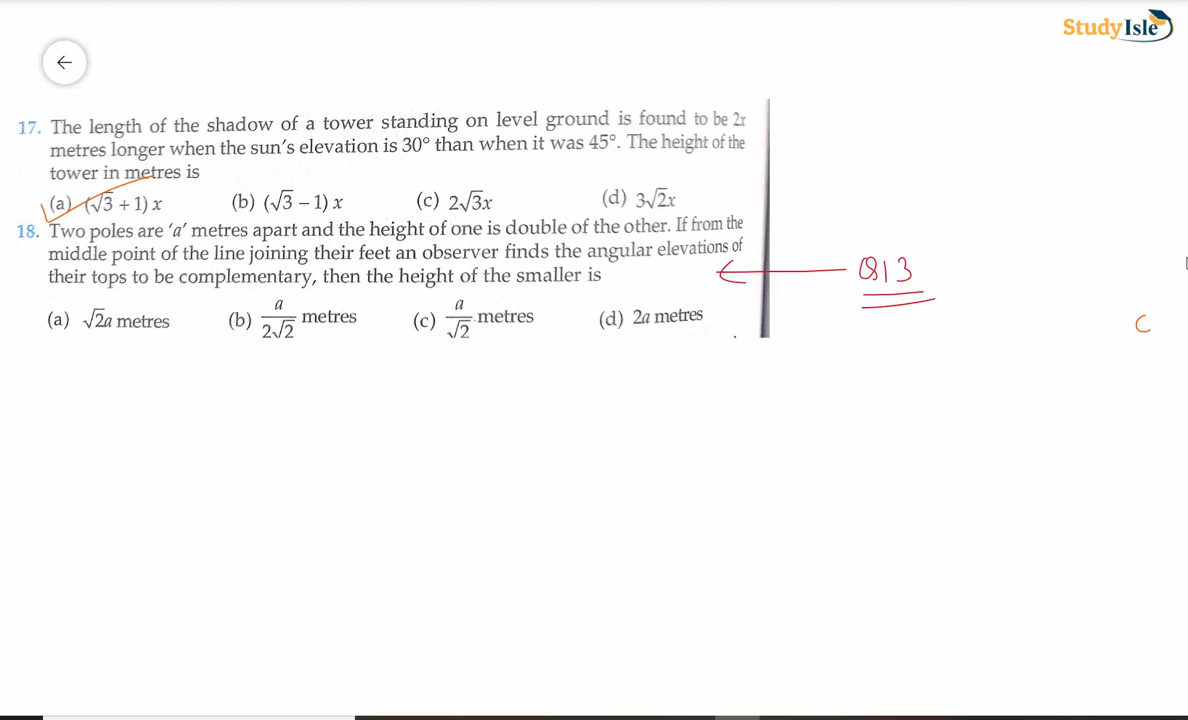 StudyIsle
17. The length of the shadow of a tower standing on level ground is found to be 2x
metres longer when the sun's elevation is 30° than when it was 45°. The height of the
tower in metres is
(a) (√3 + 1) x (b) (√3 – 1) x (c) 2√3x (d) 3√2x
18. Two poles are 'a' metres apart and the height of one is double of the other. If from the
middle point of the line joining their feet an observer finds the angular elevations of
their tops to be complementary, then the height of the smaller is
Q13
(a) √2a metres (b) a/2√2 metres (c) a/√2 metres (d) 2a metres
C